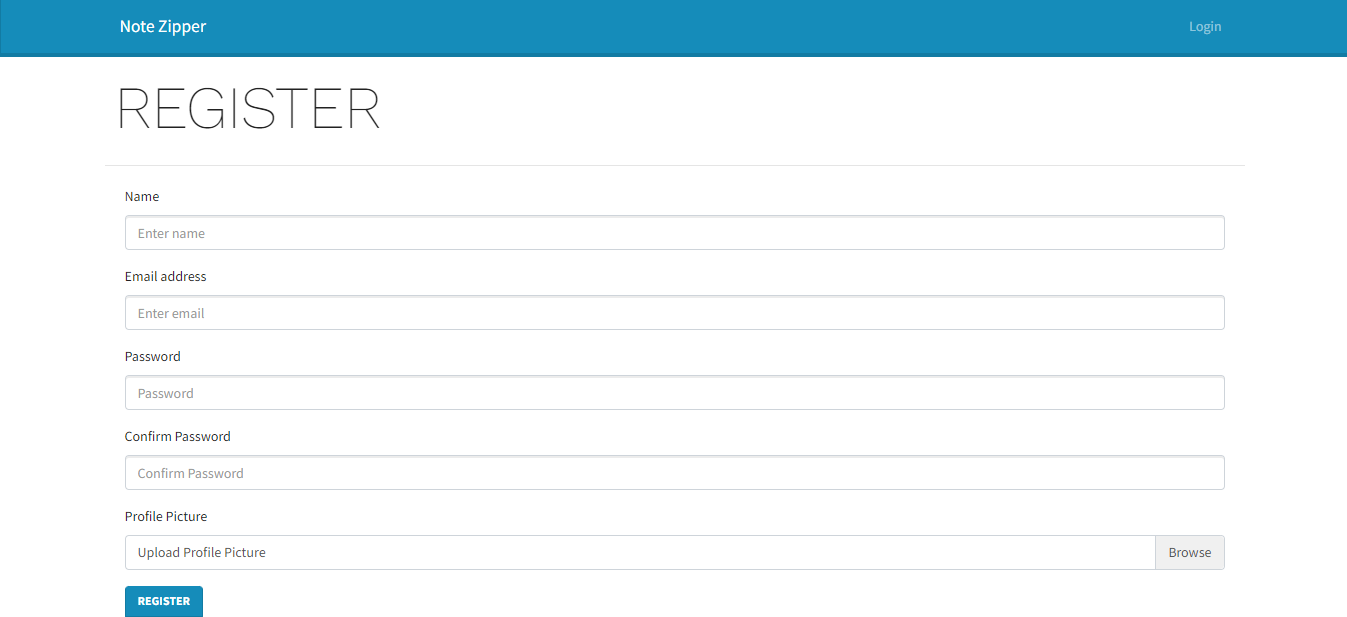 Note Zipper
Login
REGISTER
Name
Enter name
Email address
Enter email
Password
Password
Confirm Password
Confirm Password
Profile Picture
Upload Profile Picture
Browse
REGISTER